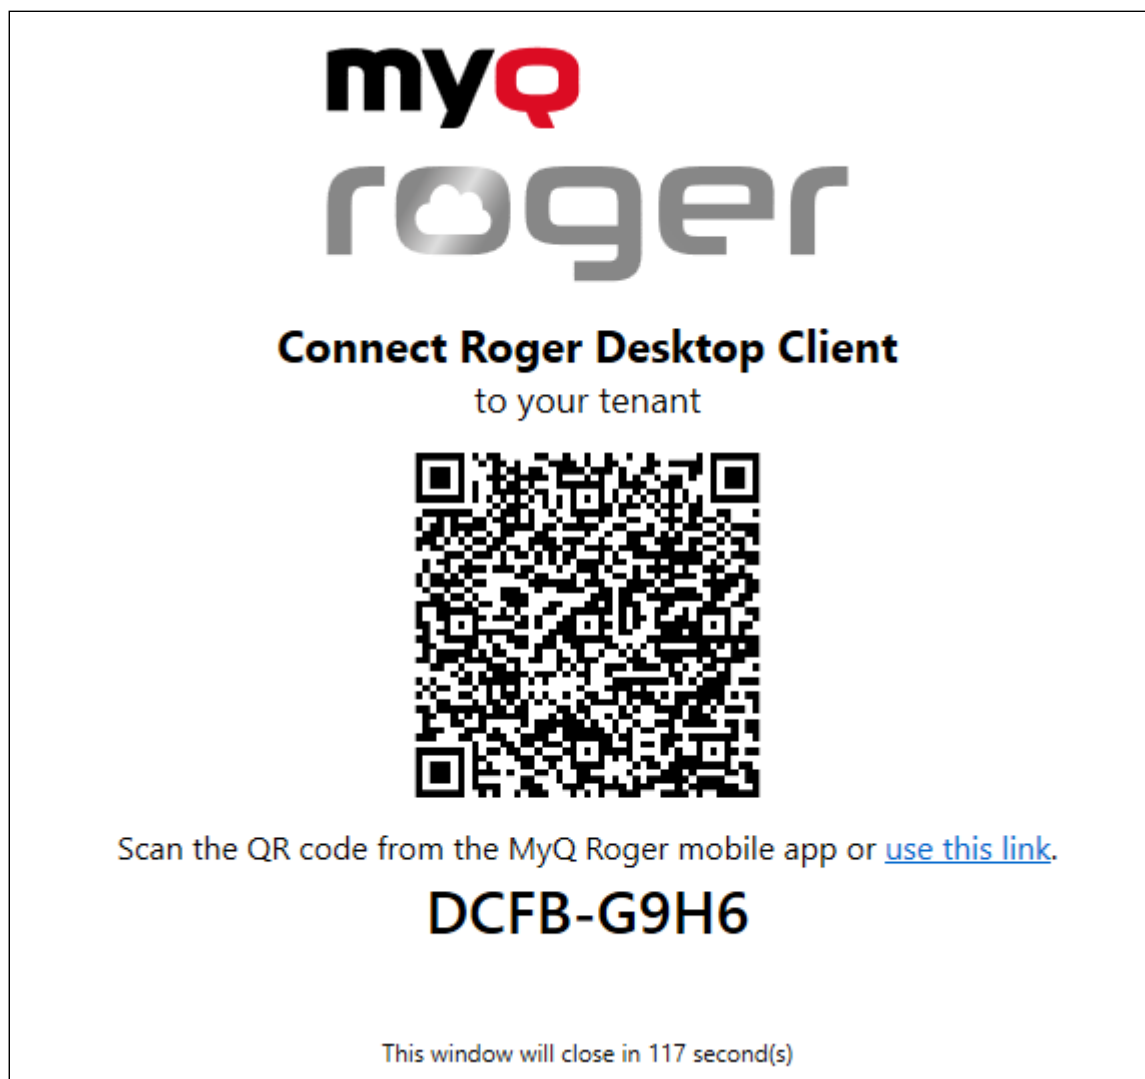 myQ
roger
Connect Roger Desktop Client
to your tenant
Scan the QR code from the MyQ Roger mobile app or use this link.
DCFB-G9H6
This window will close in 117 second(s)